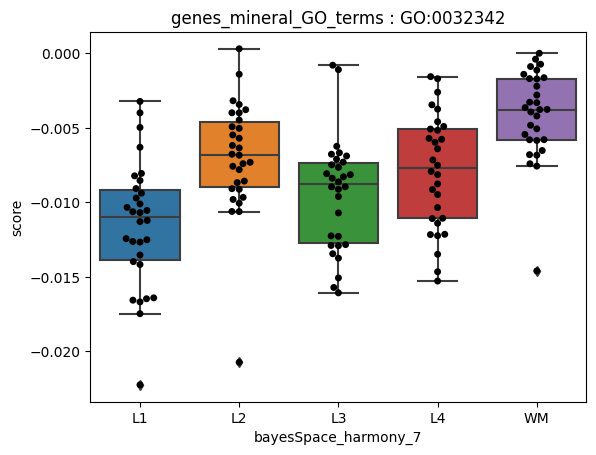 genes_mineral_GO_terms : GO:0032342
0.000
−0.005
−0.010
−0.015
−0.020
score
L1 L2 L3 L4 WM
bayesSpace_harmony_7